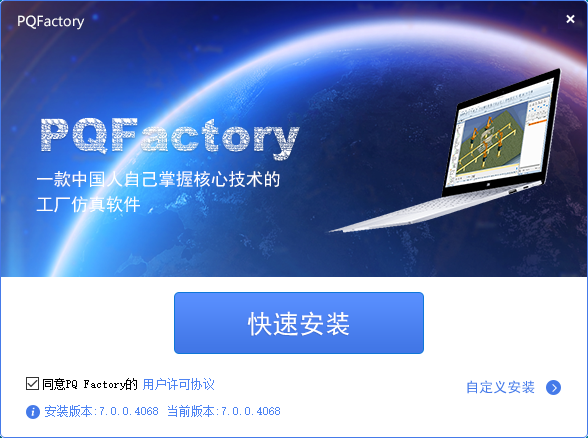 PQFactory
PQFactory
一款中国人自己掌握核心技术的
工厂仿真软件
快速安装
同意PQ Factory的 用户许可协议
自定义安装
安装版本:7.0.0.4068 当前版本:7.0.0.4068